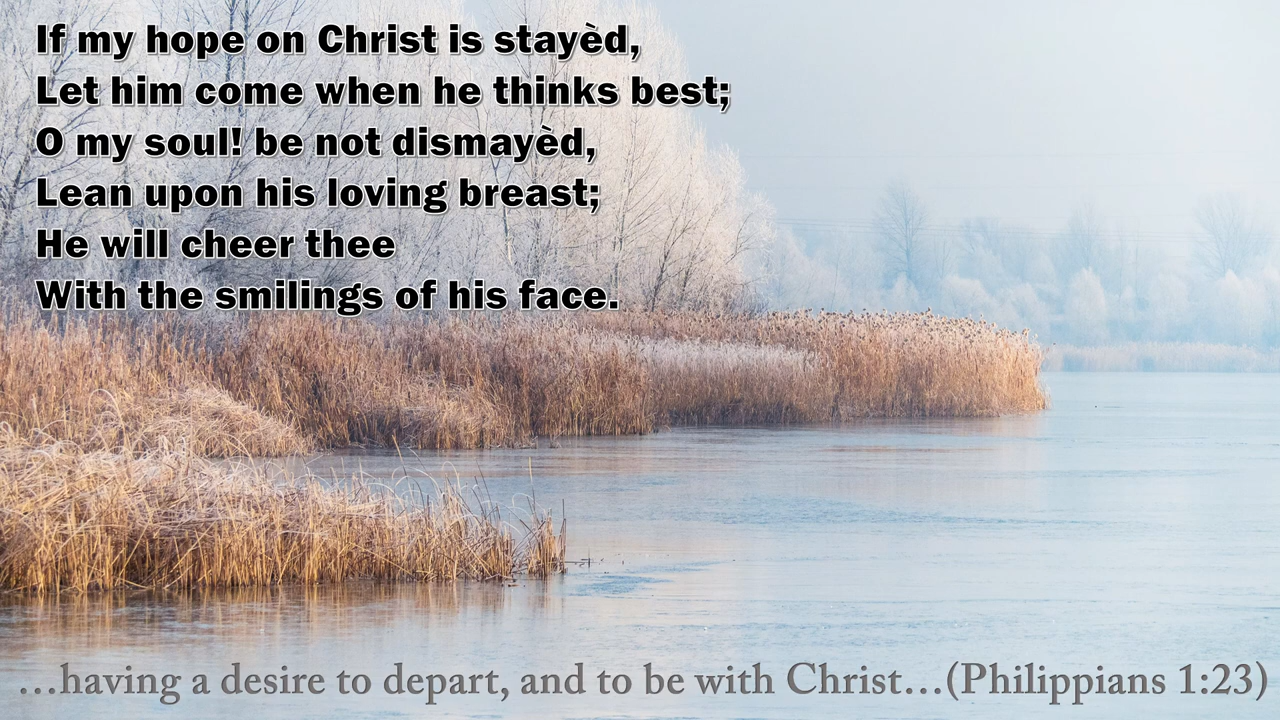 If my hope on Christ is stayèd,
Let him come when he thinks best;
O my soul! be not dismayèd,
Lean upon his loving breast;
He will cheer thee
With the smilings of his face.
…having a desire to depart, and to be with Christ…(Philippians 1:23)